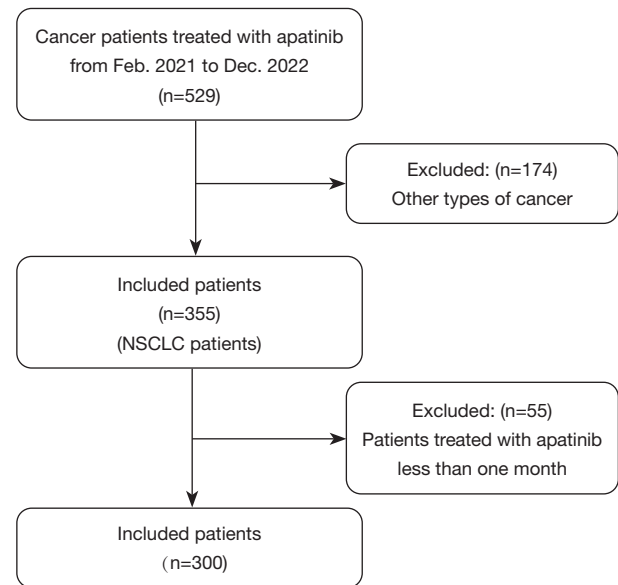 Cancer patients treated with apatinib
from Feb. 2021 to Dec. 2022
(n=529)
Excluded: (n=174)
Other types of cancer
Included patients
(n=355)
(NSCLC patients)
Excluded: (n=55)
Patients treated with apatinib
less than one month
Included patients
（n=300)